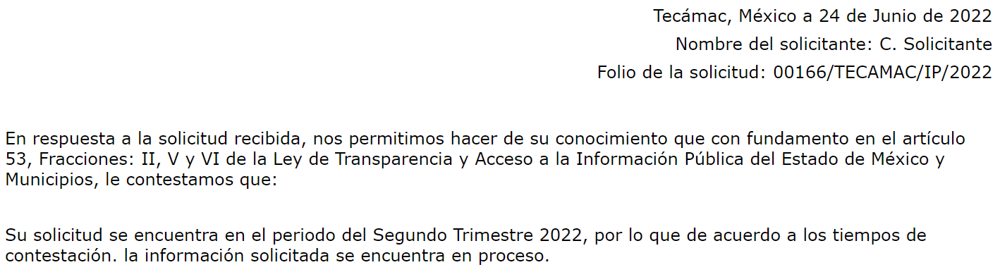 Tecámac, México a 24 de Junio de 2022
Nombre del solicitante: C. Solicitante
Folio de la solicitud: 00166/TECAMAC/IP/2022
En respuesta a la solicitud recibida, nos permitimos hacer de su conocimiento que con fundamento en el artículo
53, Fracciones: II, V y VI de la Ley de Transparencia y Acceso a la Información Pública del Estado de México y
Municipios, le contestamos que:
Su solicitud se encuentra en el periodo del Segundo Trimestre 2022, por lo que de acuerdo a los tiempos de
contestación. la información solicitada se encuentra en proceso.